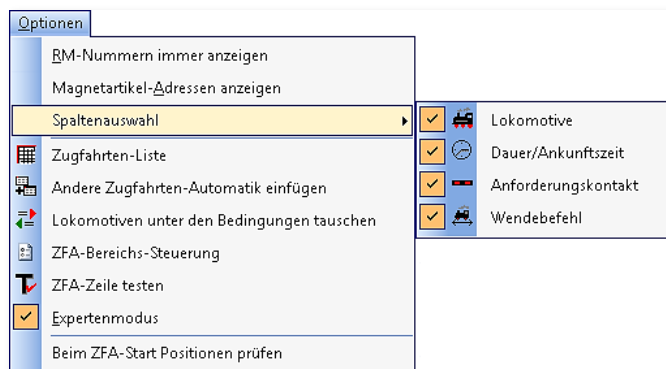 Optionen
RM-Nummern immer anzeigen
Magnetartikel-Adressen anzeigen
Spaltenauswahl
Lokomotive
Dauer/Ankunftszeit
Anforderungskontakt
Wendebefehl
Zugfahrten-Liste
Andere Zugfahrten-Automatik einfügen
Lokomotiven unter den Bedingungen tauschen
ZFA-Bereichs-Steuerung
ZFA-Zeile testen
Expertenmodus
Beim ZFA-Start Positionen prüfen